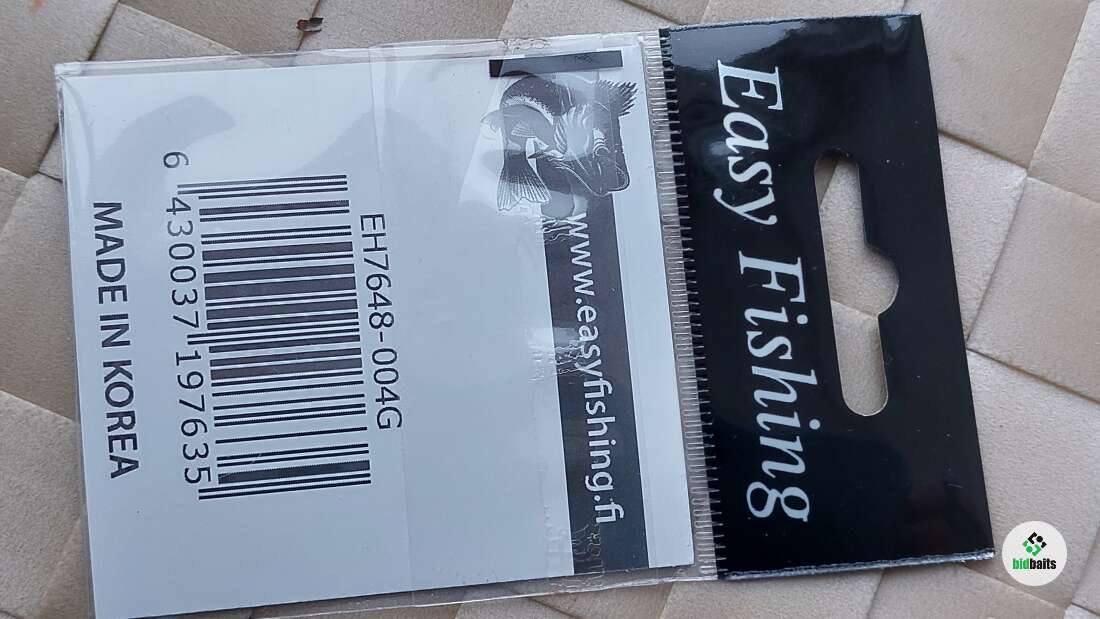 Easy Fishing
www.easyfishing.fi
EH7648-004G
6 430037 197635
MADE IN KOREA
bidbaits